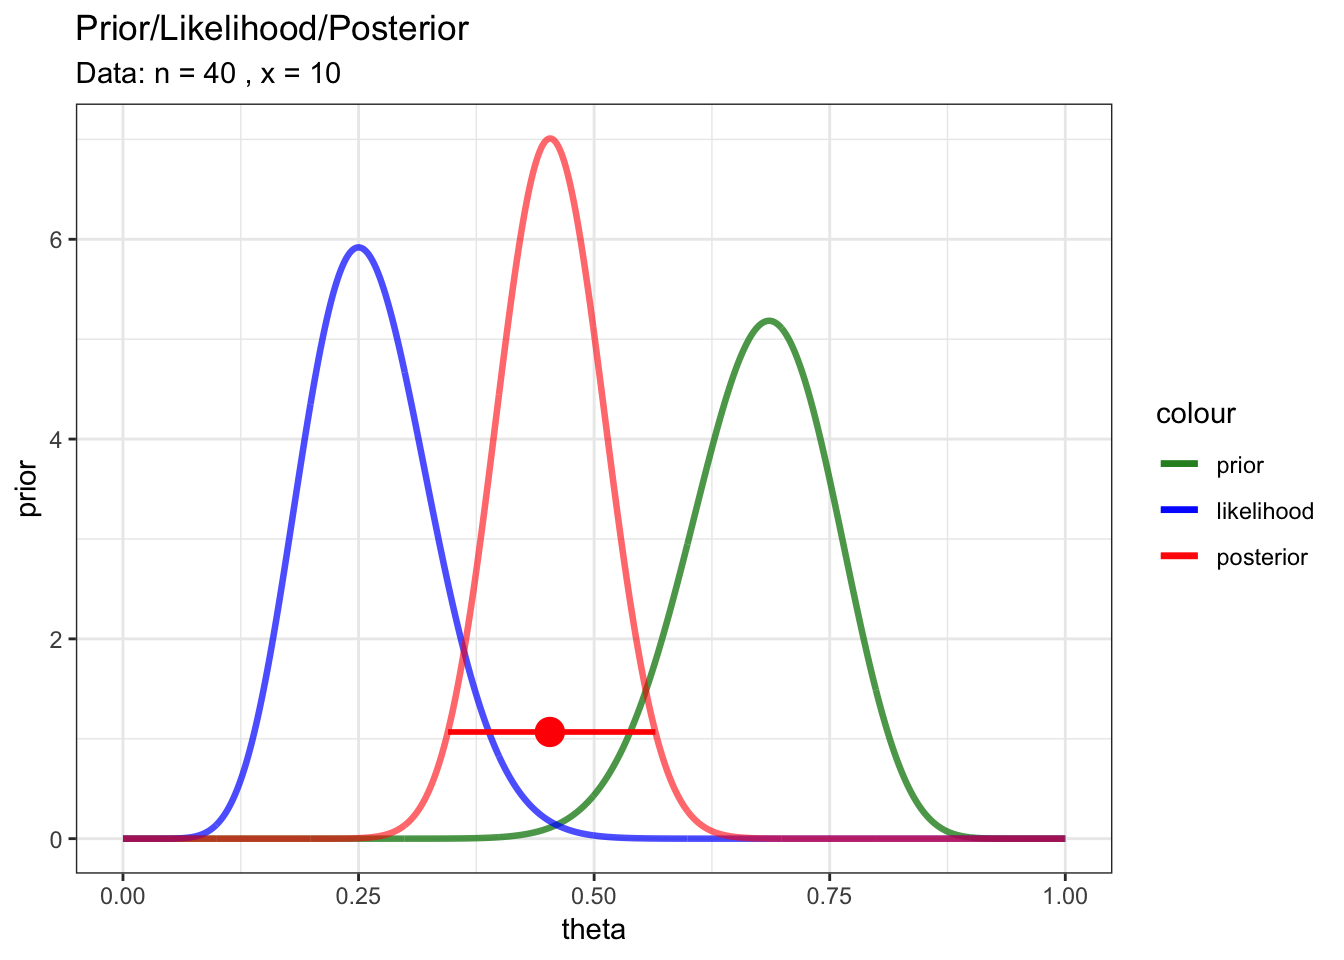 Prior/Likelihood/Posterior
Data: n = 40 , x = 10
prior
6
4
2
0
0.00 0.25 0.50 0.75 1.00
theta
colour
prior
likelihood
posterior